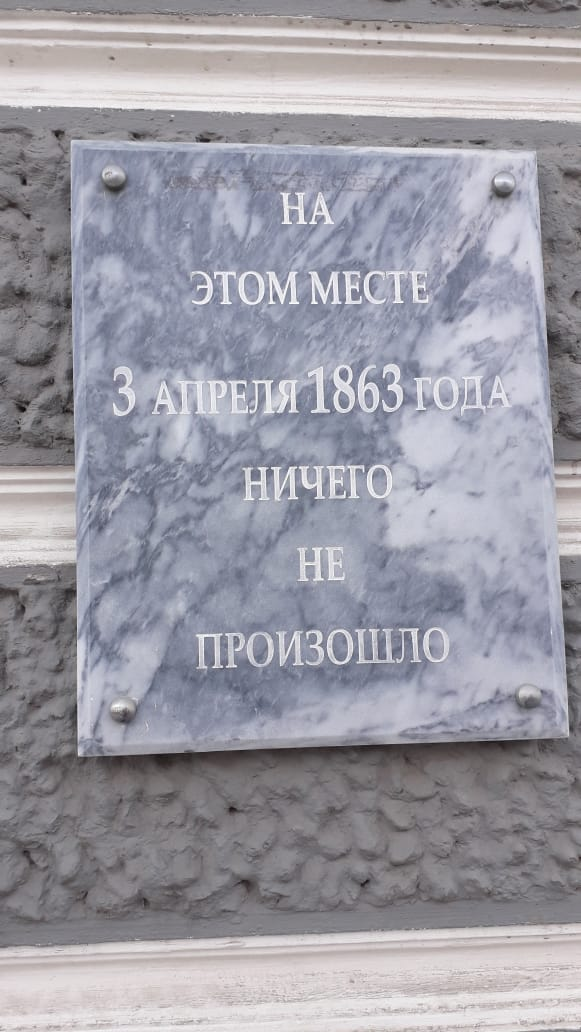 НА
ЭТОМ МЕСТЕ
3 АПРЕЛЯ 1863 ГОДА
НИЧЕГО
НЕ
ПРОИЗОШЛО